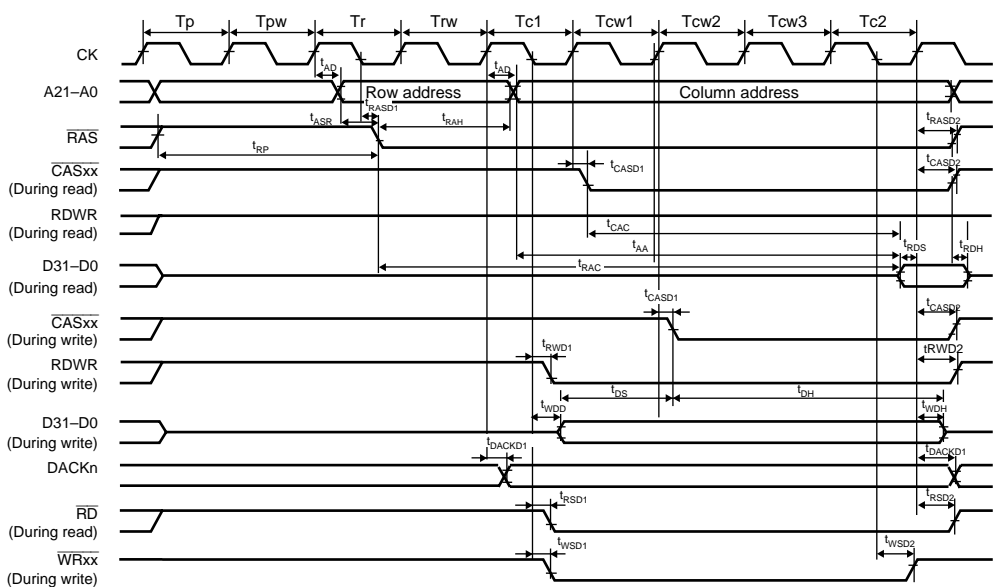 Tp Tpw Tr Trw Tc1 Tcw1 Tcw2 Tcw3 Tc2
CK
tAD tAD
A21–A0 Row address Column address
tRASD1 tRASD2
tASR tRAH
RAS
tRP
CASxx tCASD1 tCASD2
(During read)
RDWR
(During read)
tCAC
tAA tRDS tRDH
D31–D0 tRAC
(During read)
tCASD1 tCASD2
CASxx
(During write)
tRWD1 tRWD2
RDWR
(During write)
tDS tDH
tWDD tWDH
D31–D0
(During write)
tDACKD1 tDACKD1
DACKn
tRSD1 tRSD2
RD
(During read)
tWSD1 tWSD2
WRxx
(During write)